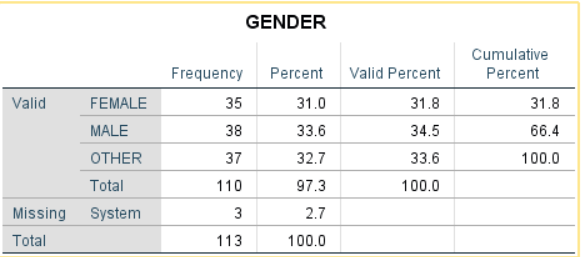 GENDER
Frequency Percent Valid Percent Cumulative Percent
Valid FEMALE 35 31.0 31.8 31.8
MALE 38 33.6 34.5 66.4
OTHER 37 32.7 33.6 100.0
Total 110 97.3 100.0
Missing System 3 2.7
Total 113 100.0